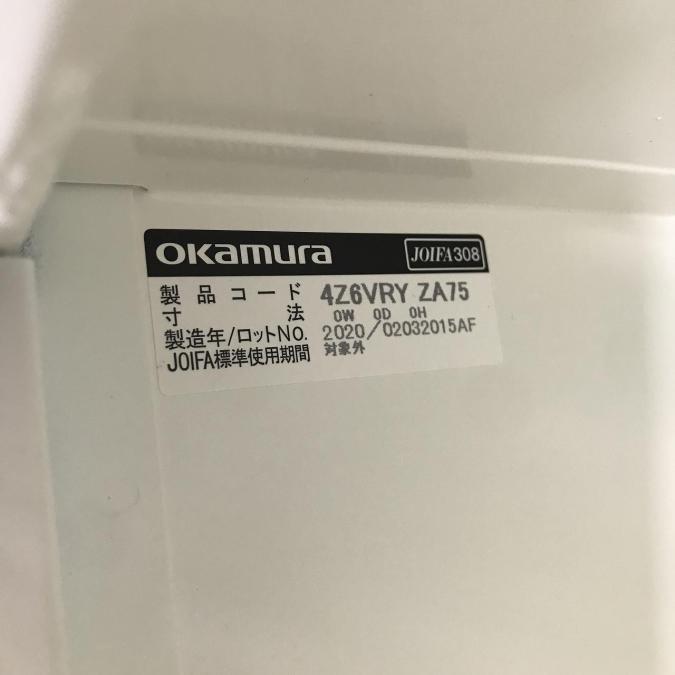 okamura JOIFA308
製品コード 4Z6VRY ZA75
寸法 0W 0D 0H
製造年/ロットNo. 2020/02032015AF
JOIFA標準使用期間 対象外